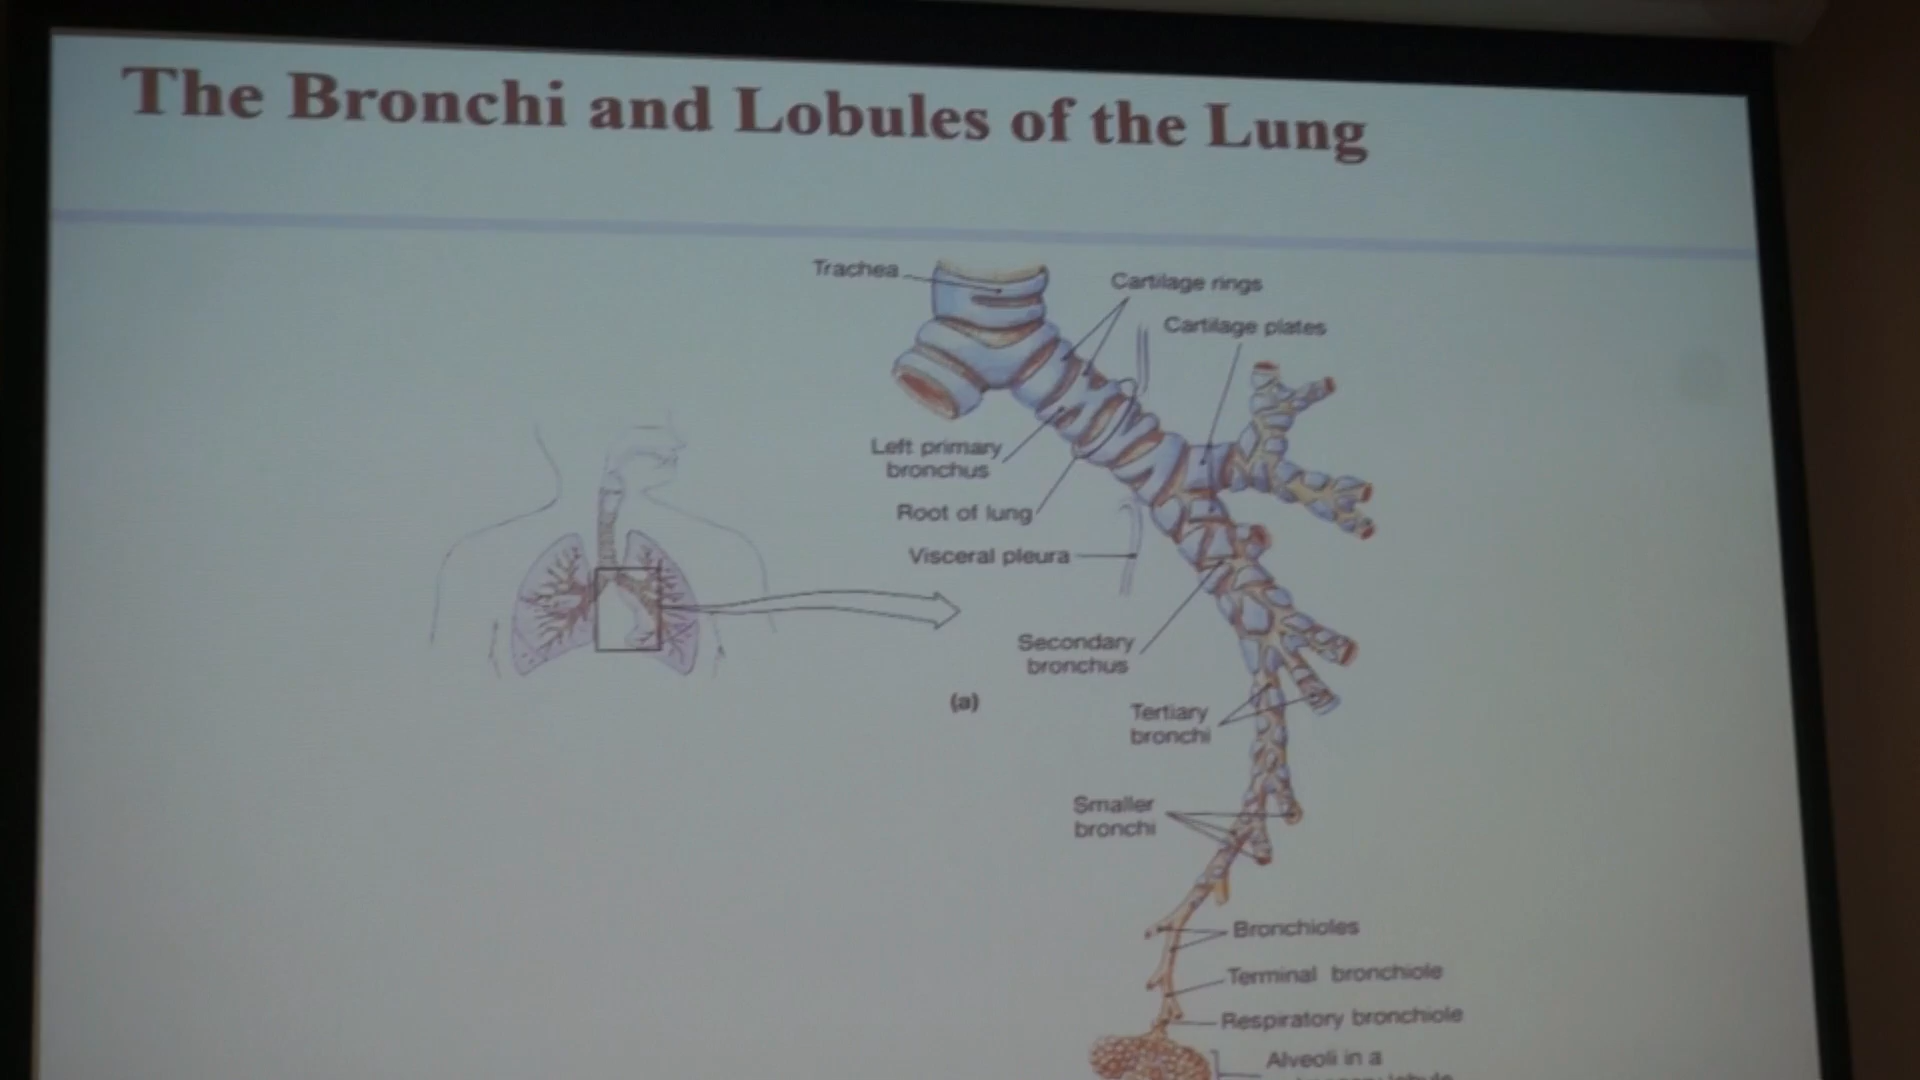 The Bronchi and Lobules of the Lung
Trachea
Cartilage rings
Cartilage plates
Left primary
bronchus
Root of lung
Visceral pleura
Secondary
bronchus
(a)
Tertiary
bronchi
Smaller
bronchi
Bronchioles
Terminal bronchiole
Respiratory bronchiole
Alveoli in a